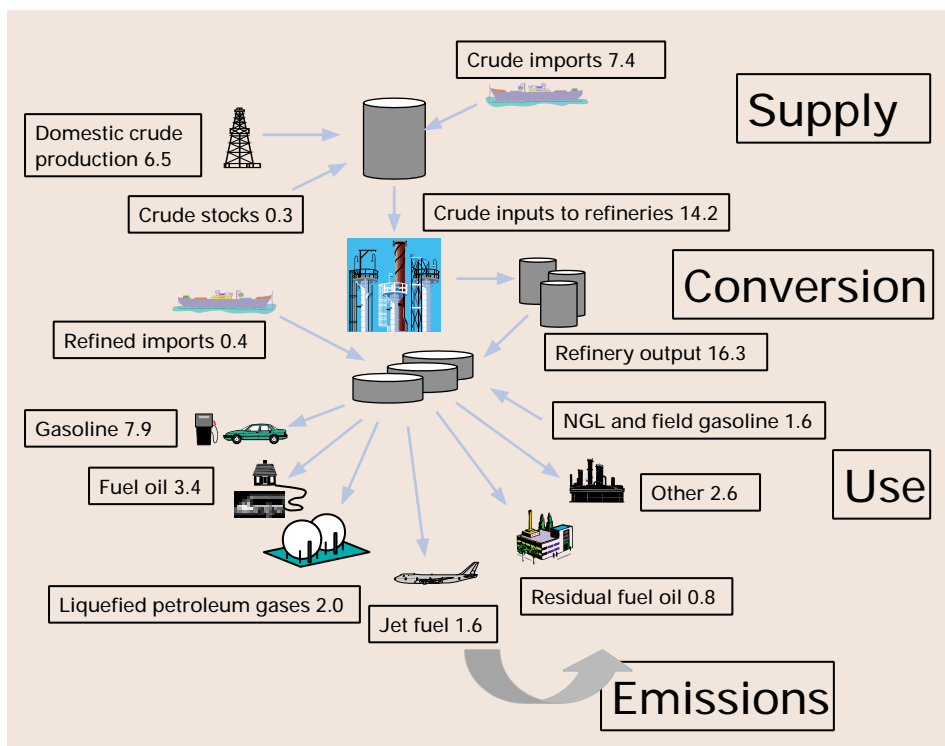 Crude imports 7.4
Supply
Domestic crude
production 6.5
Crude stocks 0.3
Crude inputs to refineries 14.2
Conversion
Refined imports 0.4
Refinery output 16.3
Gasoline 7.9
NGL and field gasoline 1.6
Use
Fuel oil 3.4
Other 2.6
Liquefied petroleum gases 2.0
Jet fuel 1.6
Residual fuel oil 0.8
Emissions